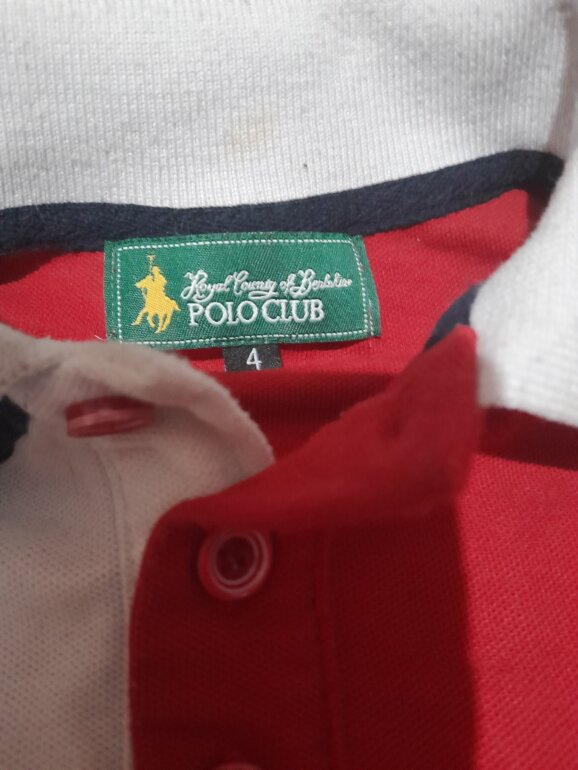 Royal County of Berkshire
POLO CLUB
4